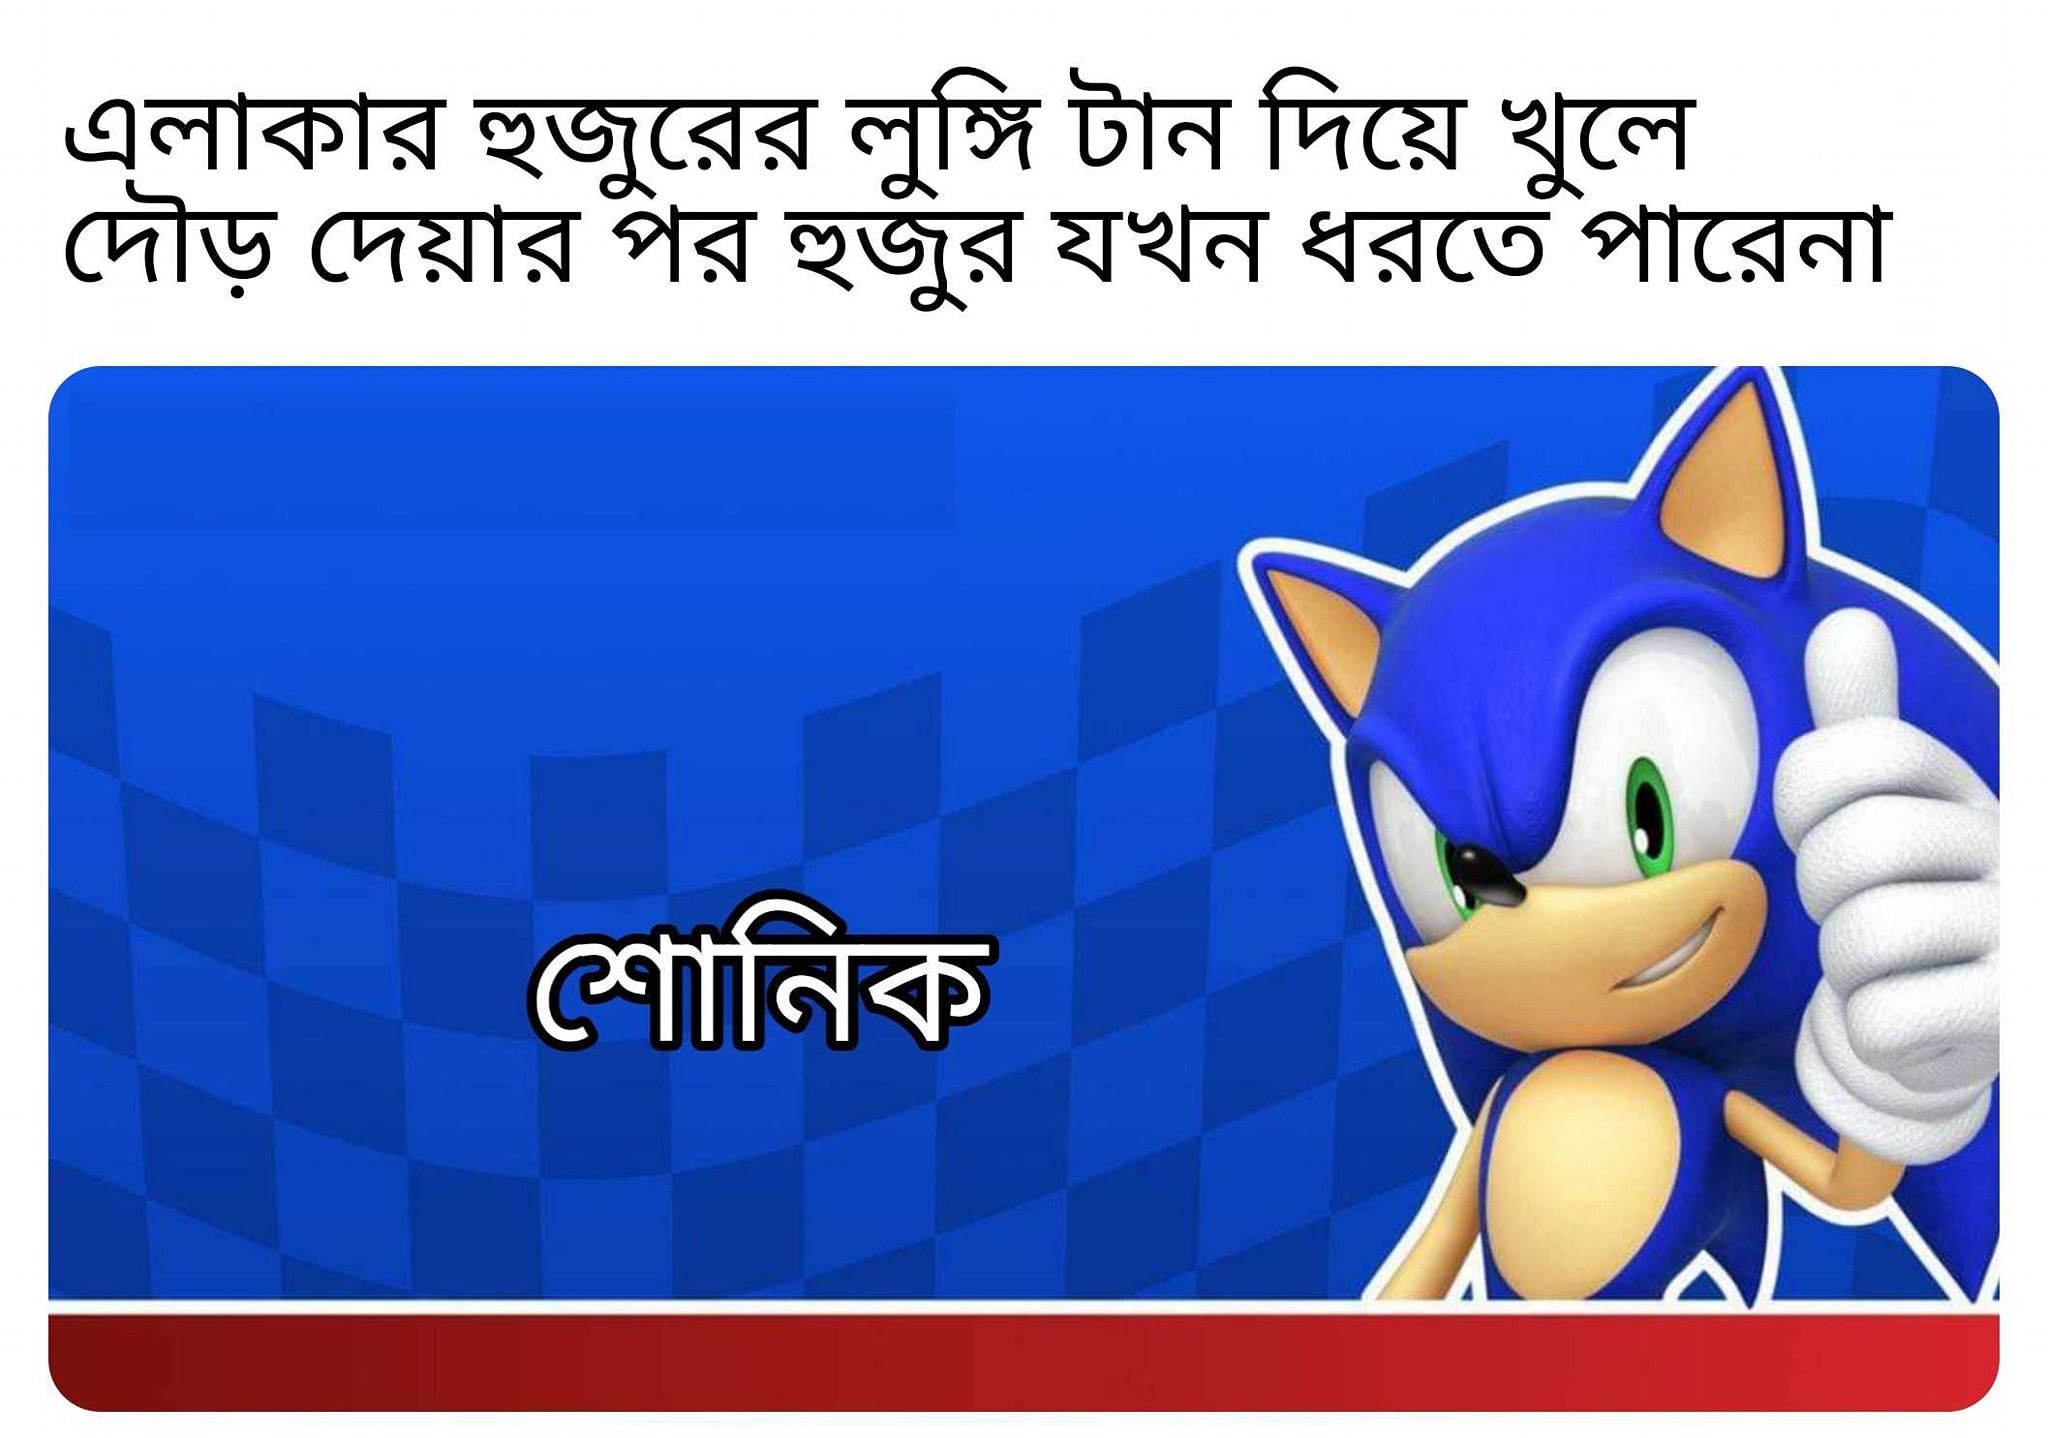 এলাকার হুজুরের লুঙ্গি টান দিয়ে খুলে
দৌড় দেয়ার পর হুজুর যখন ধরতে পারেনা
শোনিক